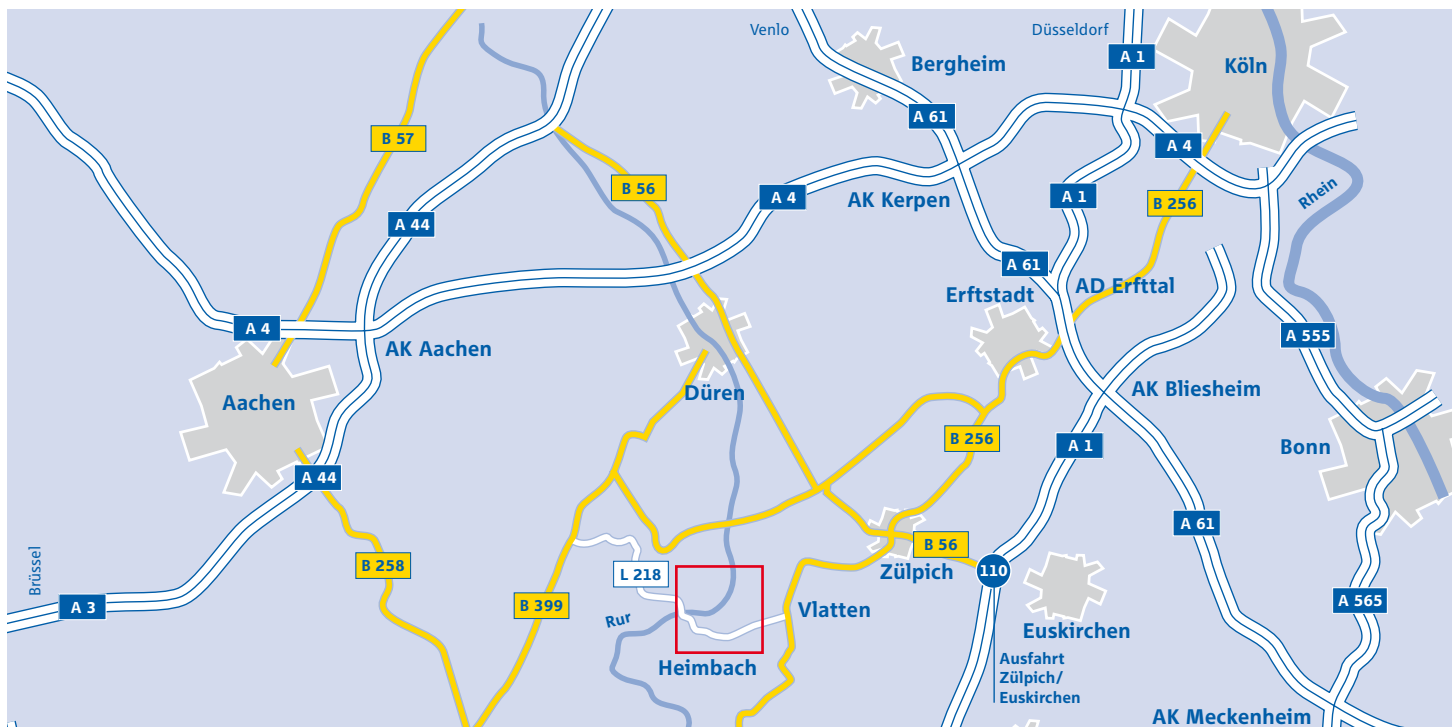 Venlo
Düsseldorf
A 1
Köln
Bergheim
A 61
B 57
A 4
B 56
A 4
AK Kerpen
A 1
B 256
Rhein
A 44
A 61
Erftstadt
AD Erfttal
A 4
AK Aachen
A 555
Aachen
Düren
AK Bliesheim
B 256
A 1
Bonn
A 44
A 61
Brüssel
B 258
L 218
Zülpich
B 56
110
A 3
B 399
Rur
Vlatten
Euskirchen
A 565
Heimbach
Ausfahrt
Zülpich/
Euskirchen
AK Meckenheim